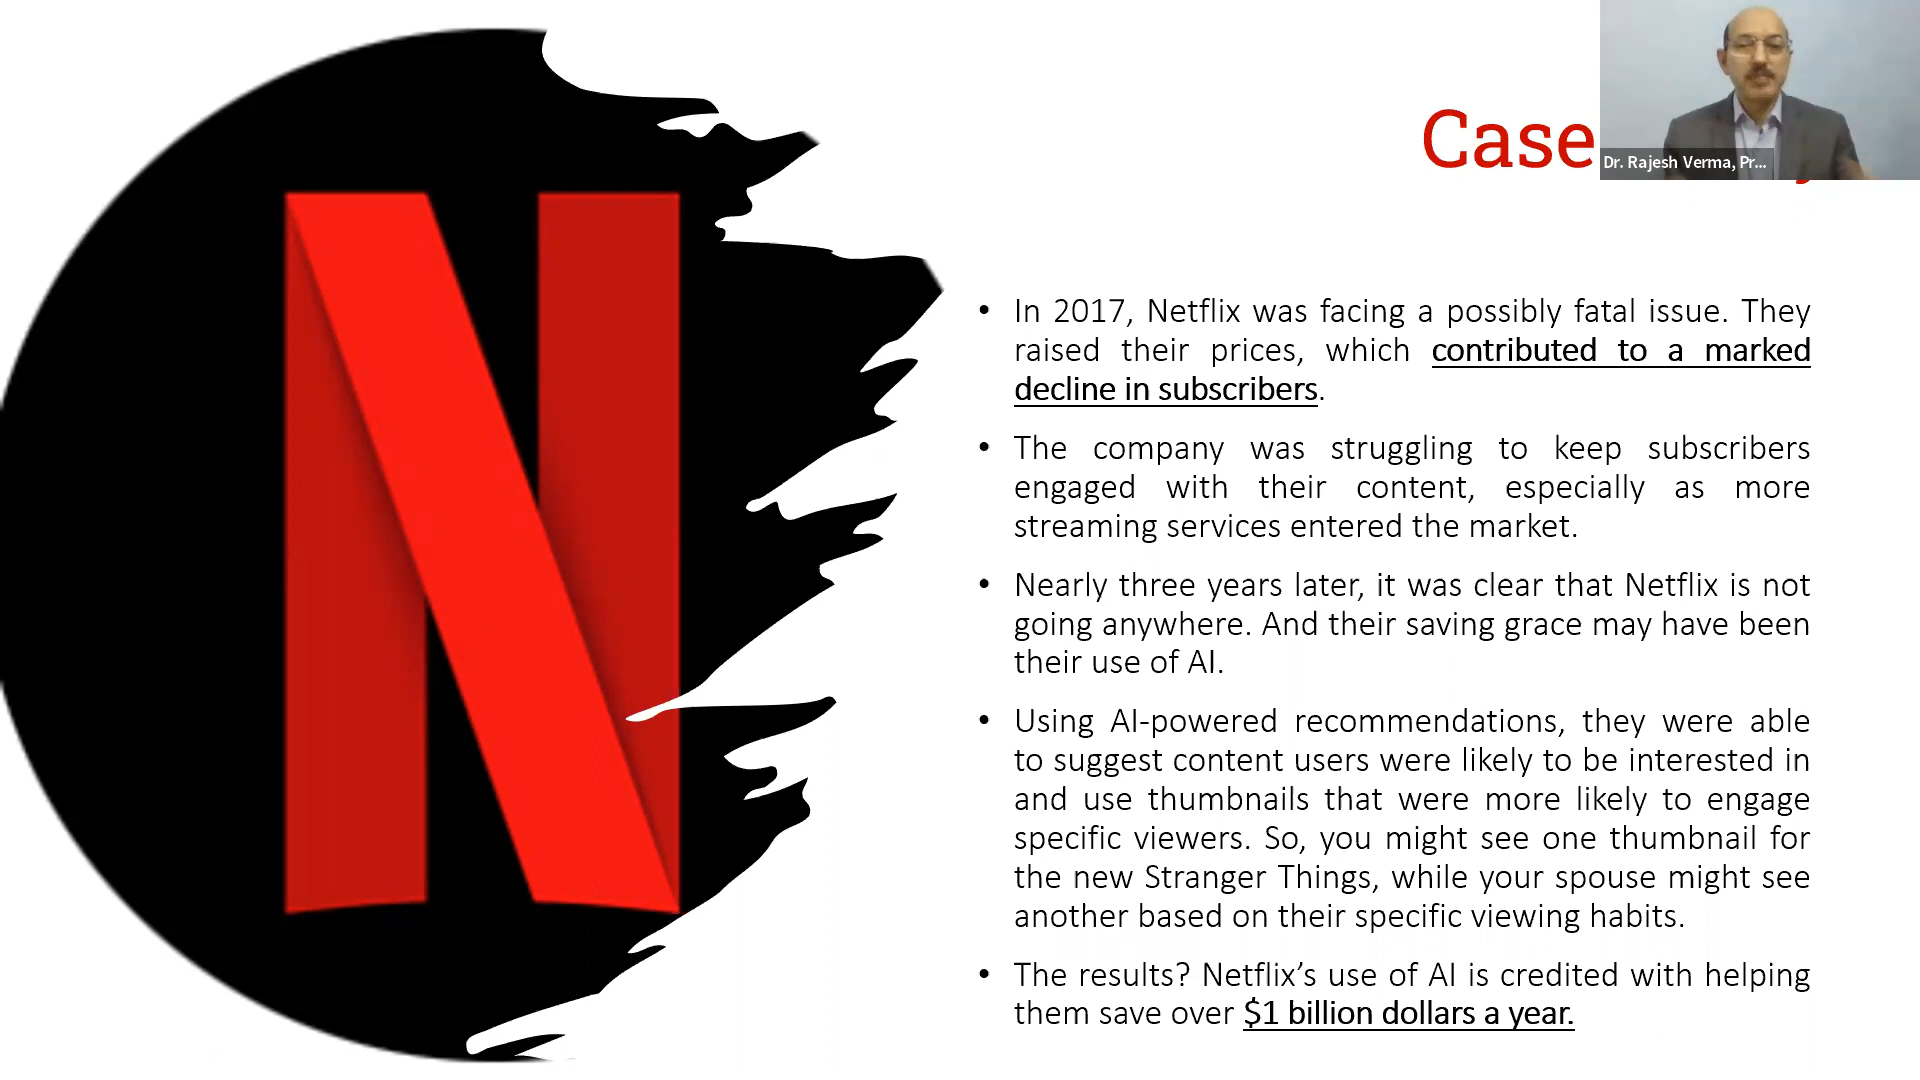 Case
Dr. Rajesh Verma, Pr...
• In 2017, Netflix was facing a possibly fatal issue. They
raised their prices, which contributed to a marked
decline in subscribers.
• The company was struggling to keep subscribers
engaged with their content, especially as more
streaming services entered the market.
• Nearly three years later, it was clear that Netflix is not
going anywhere. And their saving grace may have been
their use of AI.
• Using AI-powered recommendations, they were able
to suggest content users were likely to be interested in
and use thumbnails that were more likely to engage
specific viewers. So, you might see one thumbnail for
the new Stranger Things, while your spouse might see
another based on their specific viewing habits.
• The results? Netflix’s use of AI is credited with helping
them save over $1 billion dollars a year.